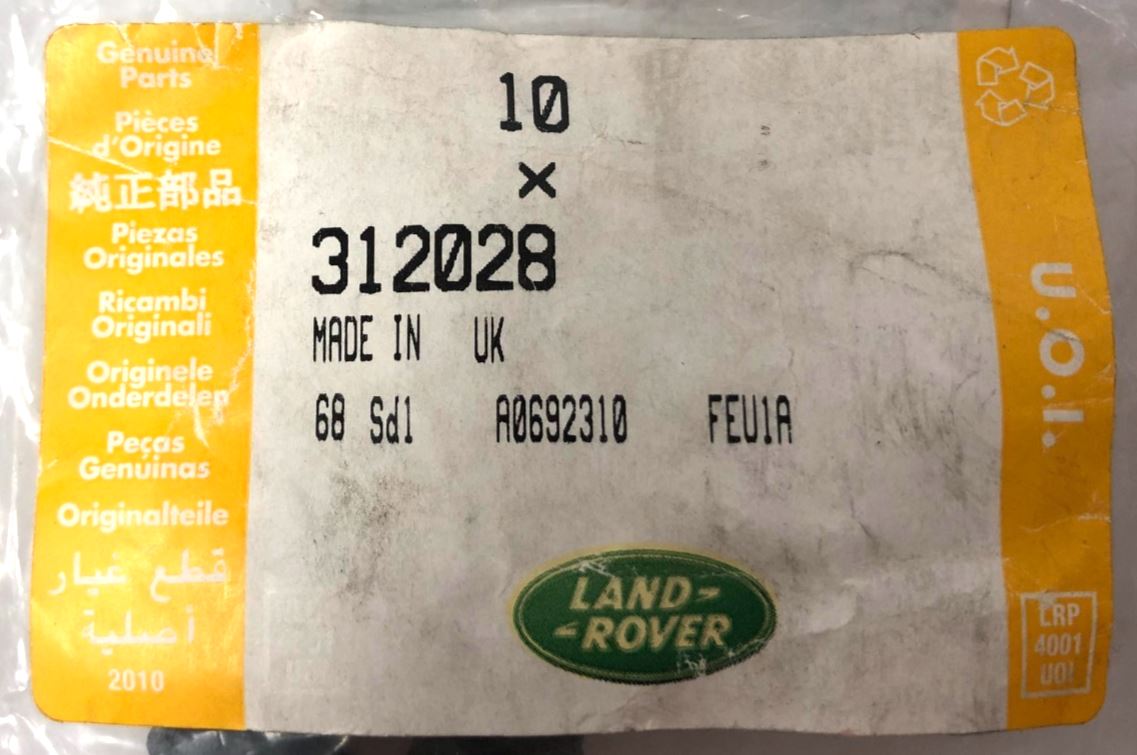 Genuine
Parts
Pièces
d'Origine
純正部品
Piezas
Originales
Ricambi
Originali
Originele
Onderdelen
Peças
Genuinas
Originalteile
قطع غيار
أصلية
2010
10
×
312028
MADE IN UK
68 Sd1 A0692310 FEU1A
LAND-
-ROVER
U.O.I.
LRP
4001
UOI